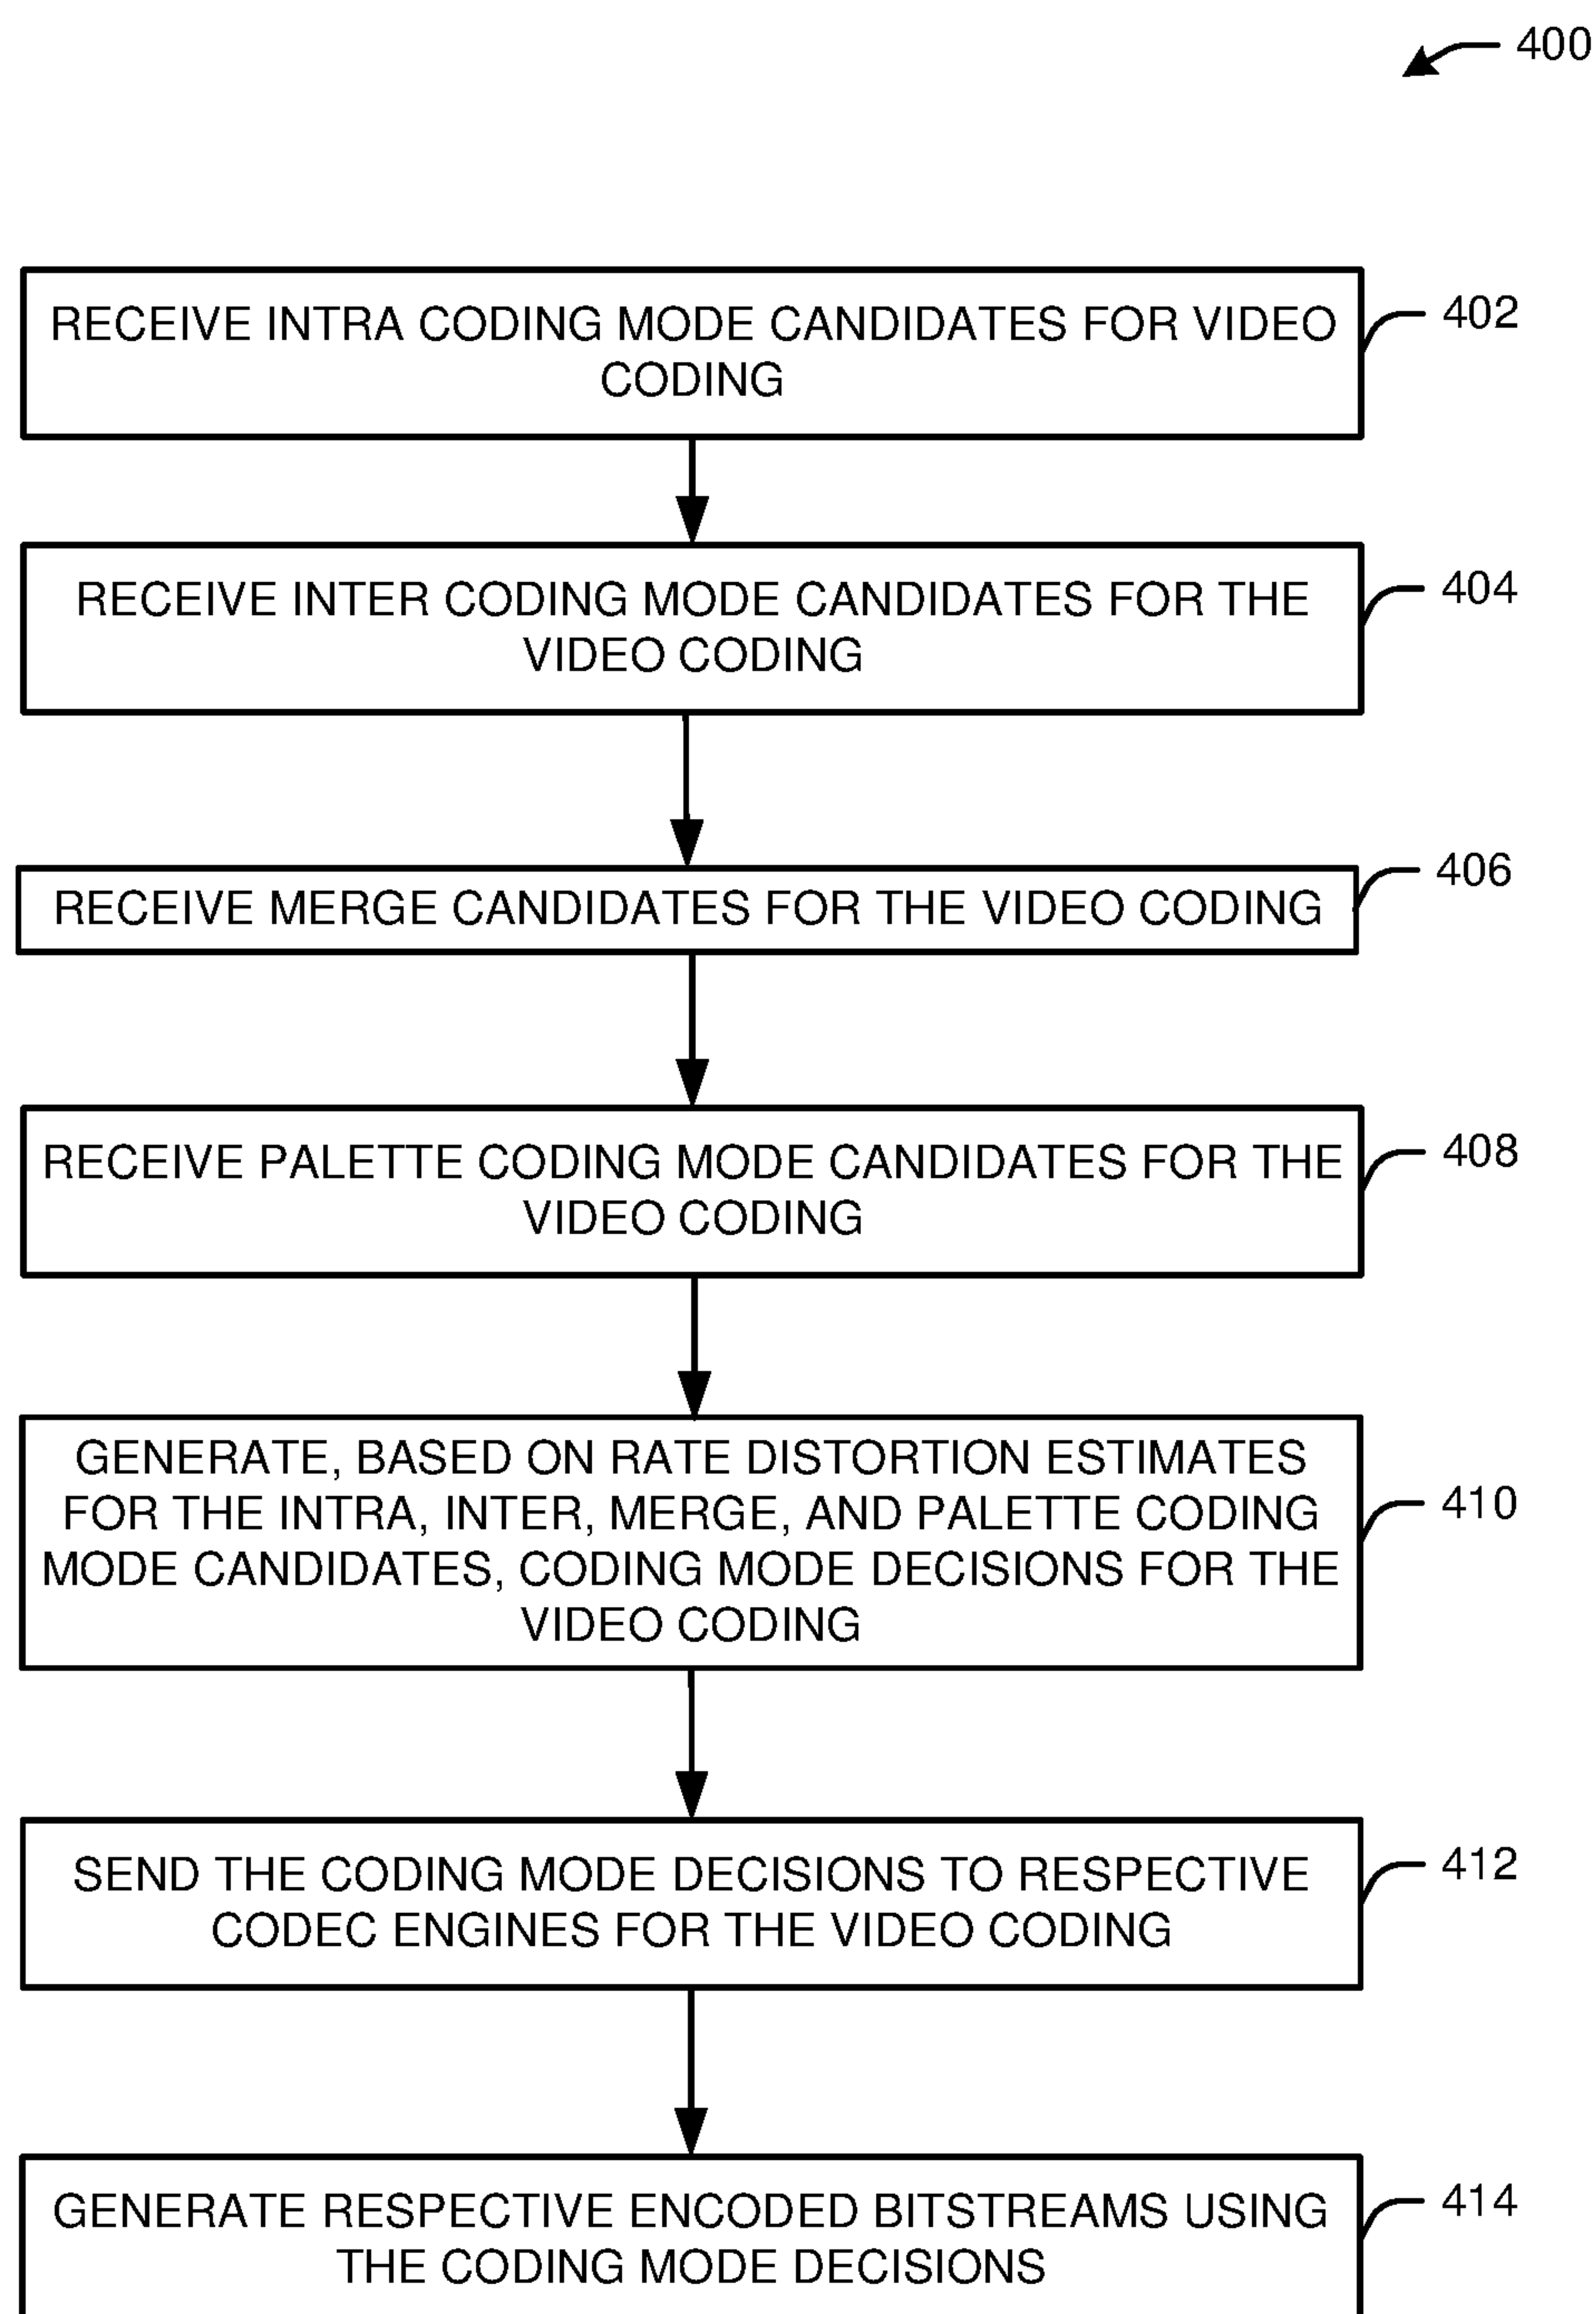 400
RECEIVE INTRA CODING MODE CANDIDATES FOR VIDEO
CODING
402
RECEIVE INTER CODING MODE CANDIDATES FOR THE
VIDEO CODING
404
RECEIVE MERGE CANDIDATES FOR THE VIDEO CODING
406
RECEIVE PALETTE CODING MODE CANDIDATES FOR THE
VIDEO CODING
408
GENERATE, BASED ON RATE DISTORTION ESTIMATES
FOR THE INTRA, INTER, MERGE, AND PALETTE CODING
MODE CANDIDATES, CODING MODE DECISIONS FOR THE
VIDEO CODING
410
SEND THE CODING MODE DECISIONS TO RESPECTIVE
CODEC ENGINES FOR THE VIDEO CODING
412
GENERATE RESPECTIVE ENCODED BITSTREAMS USING
THE CODING MODE DECISIONS
414